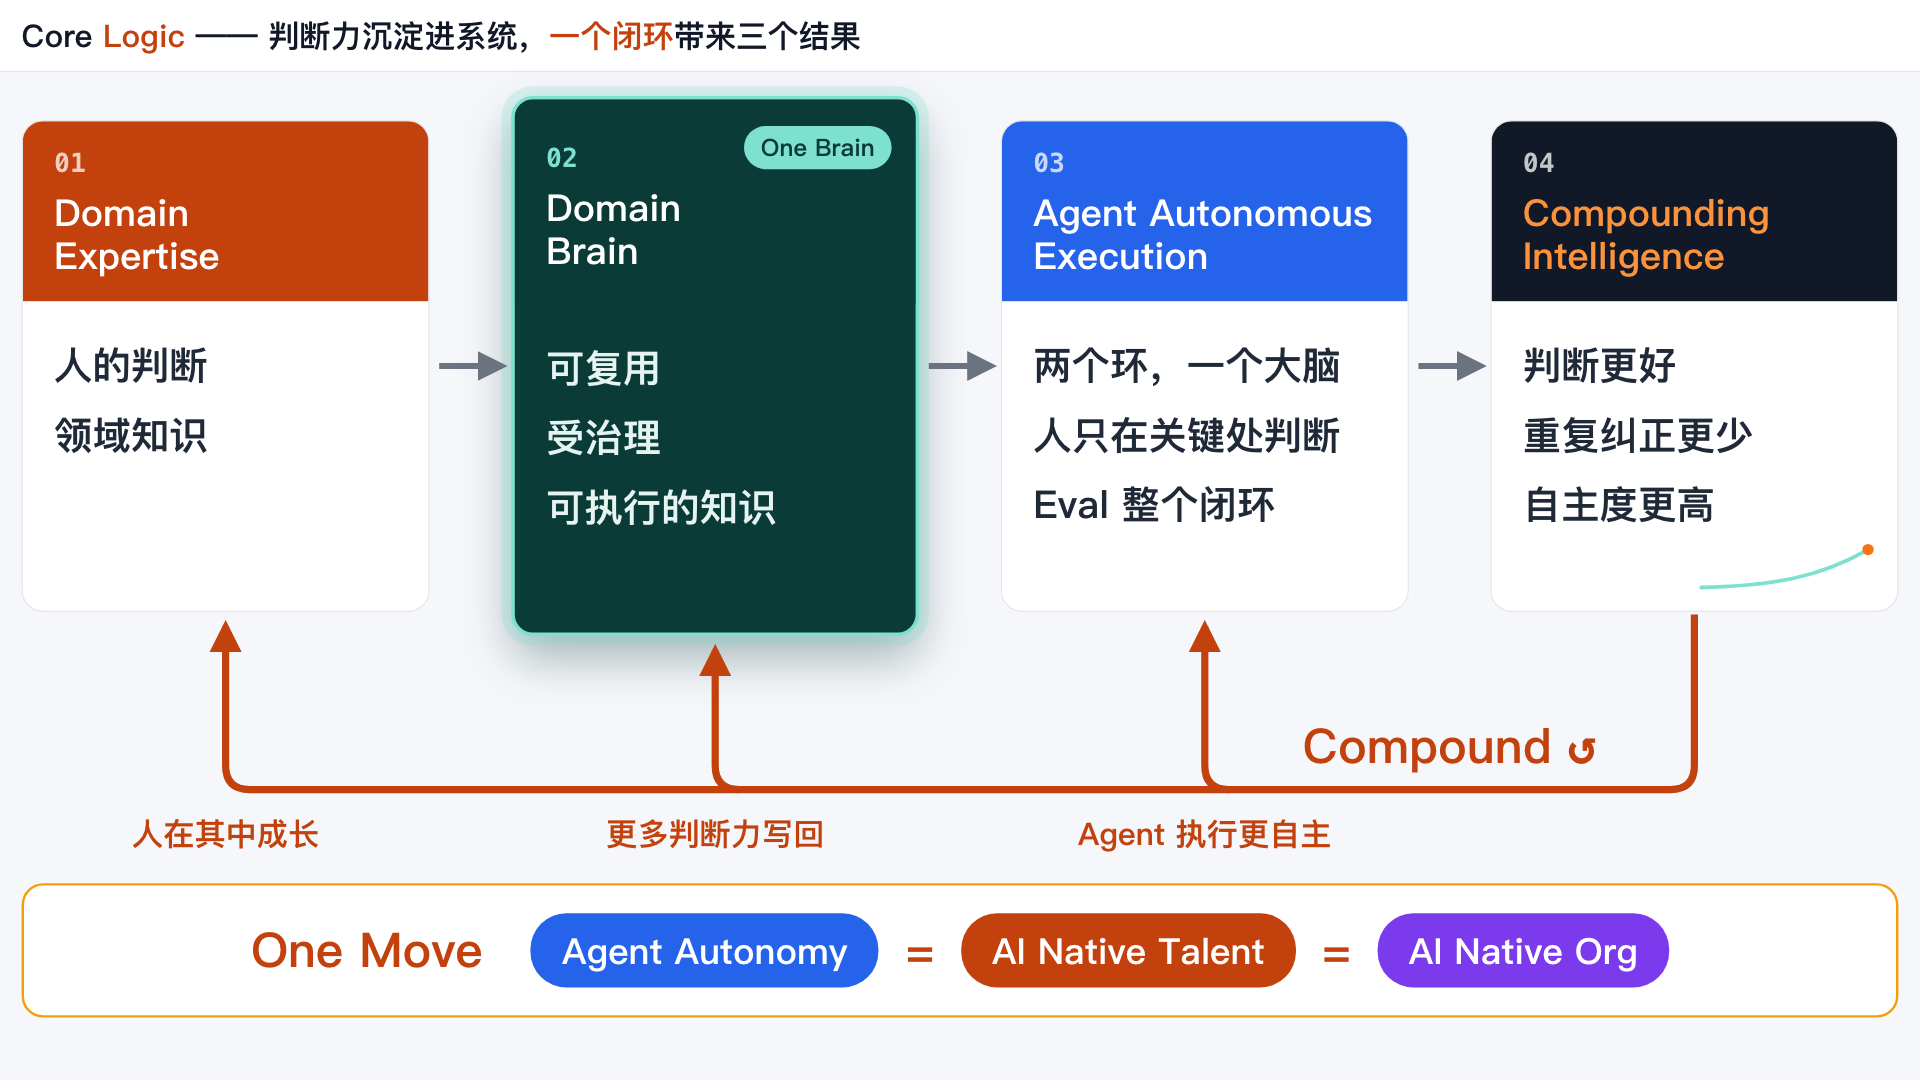 Core Logic —— 判断力沉淀进系统，一个闭环带来三个结果
01
Domain
Expertise
人的判断
领域知识
02
One Brain
Domain
Brain
可复用
受治理
可执行的知识
03
Agent Autonomous
Execution
两个环，一个大脑
人只在关键处判断
Eval 整个闭环
04
Compounding
Intelligence
判断更好
重复纠正更少
自主度更高
Compound ↺
人在其中成长
更多判断力写回
Agent 执行更自主
One Move Agent Autonomy = AI Native Talent = AI Native Org